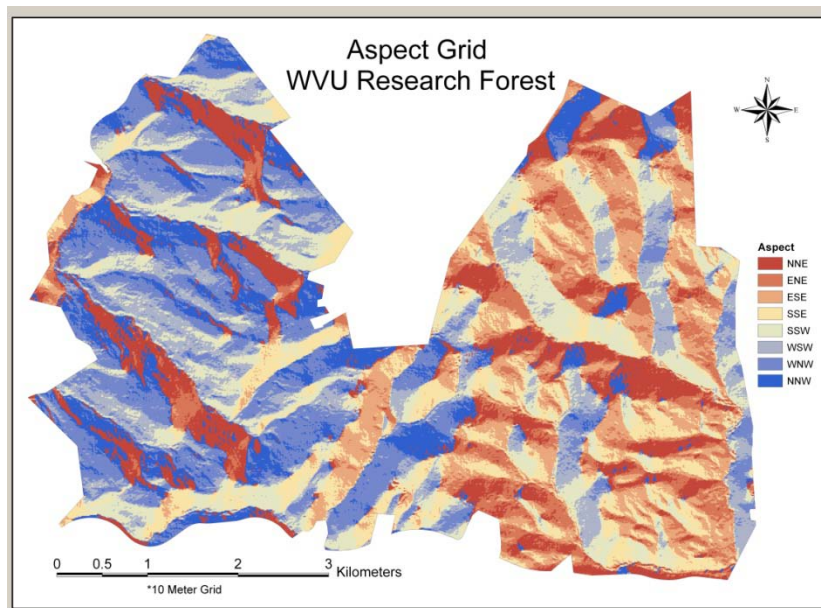 Aspect Grid
WVU Research Forest
N
W E
S
Aspect
NNE
ENE
ESE
SSE
SSW
WSW
WNW
NNW
0 0.5 1 2 3 Kilometers
*10 Meter Grid